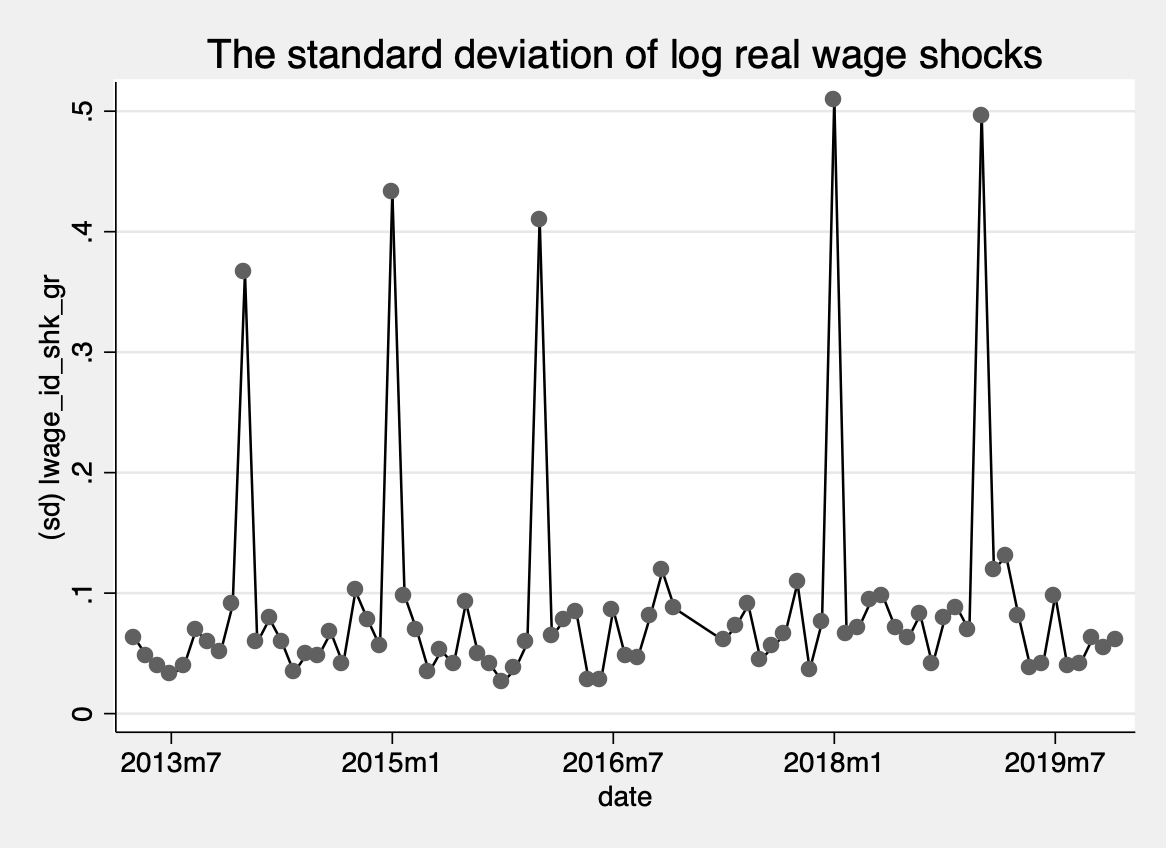 The standard deviation of log real wage shocks
(sd) lwage_id_shk_gr
.5
.4
.3
.2
.1
0
2013m7 2015m1 2016m7 2018m1 2019m7
date